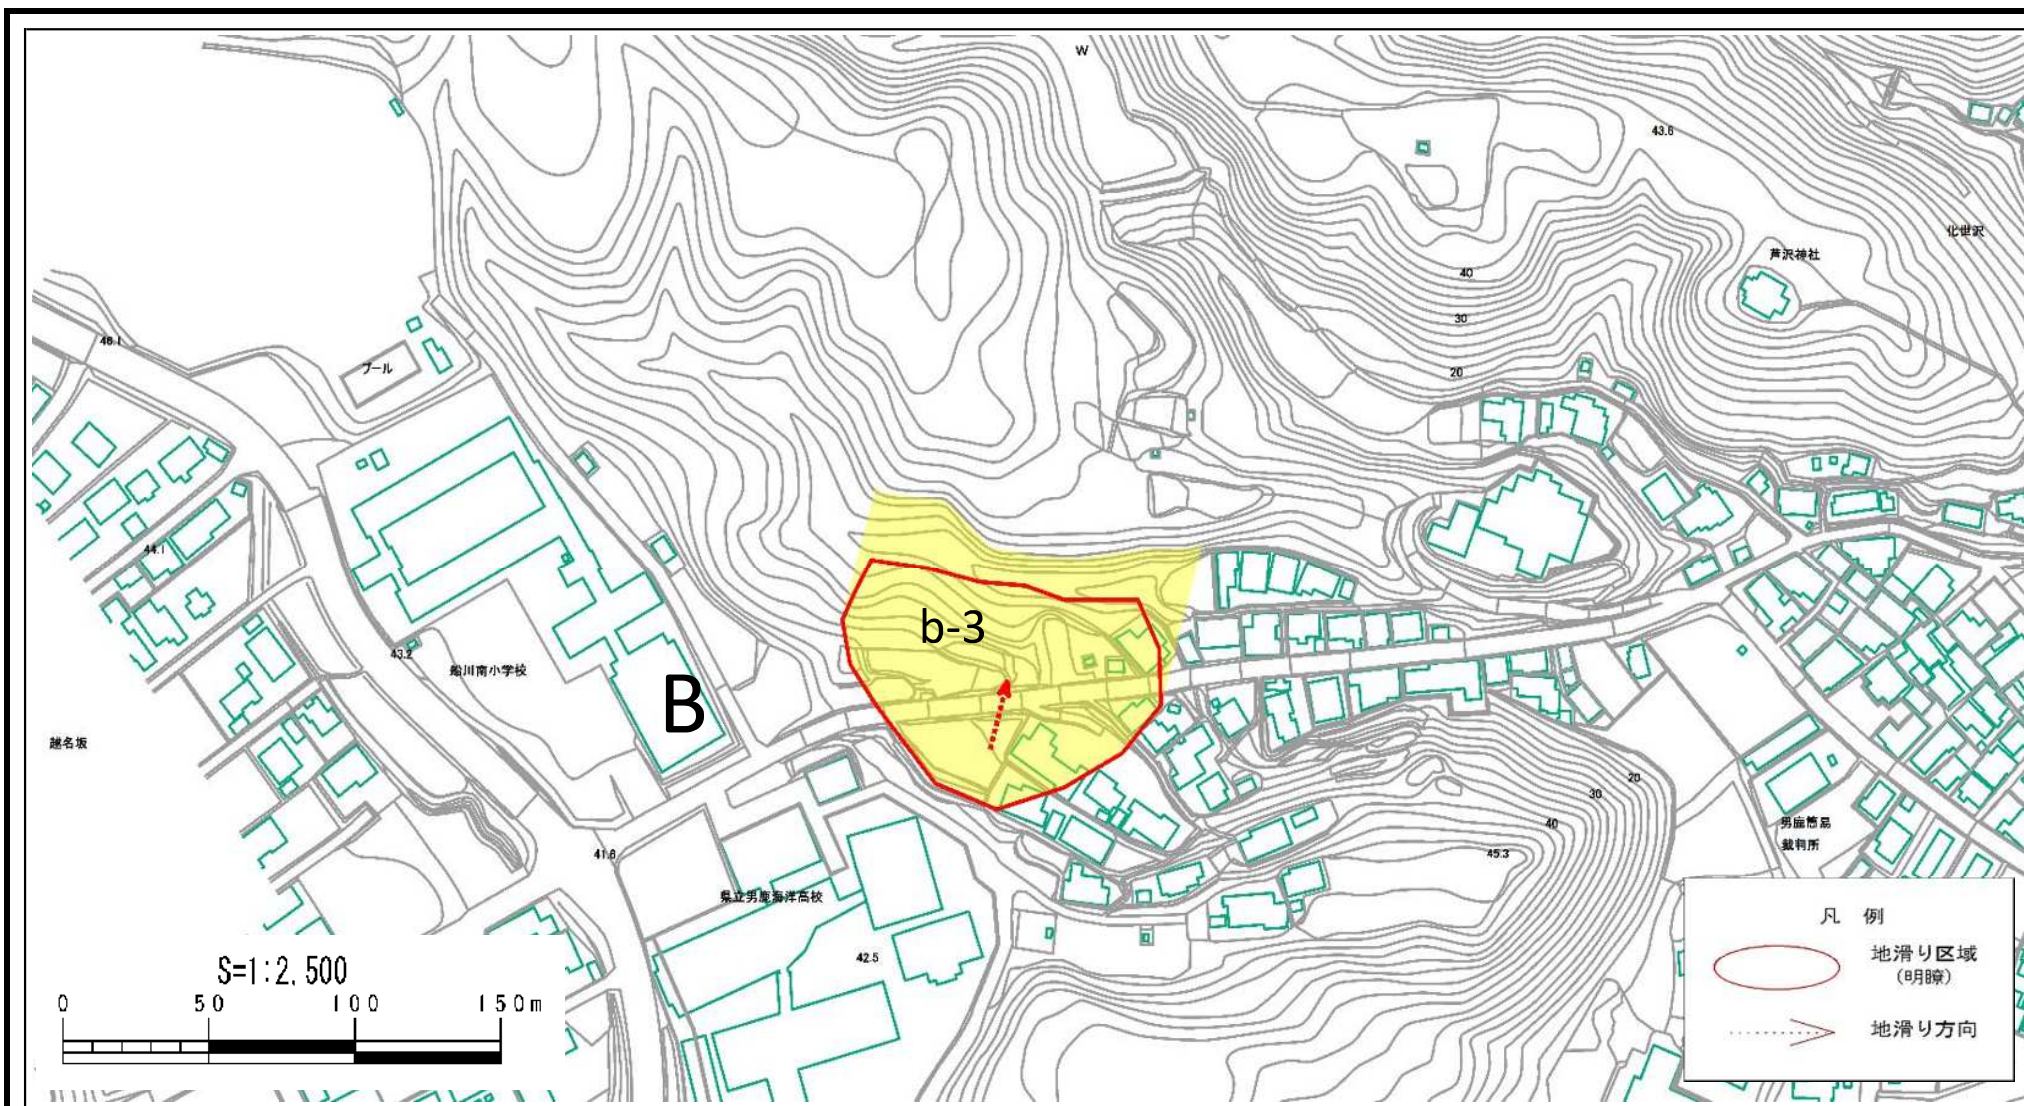 W
43.6
化世沢
芦沢神社
40
30
20
46.1
プール
44.1
b-3
43.2
船川南小学校
B
越名坂
20
30
40
45.3
男鹿簡易
裁判所
41.6
県立男鹿海洋高校
42.5
S=1:2,500
0 50 100 150m
凡 例
地滑り区域
(明瞭)
地滑り方向